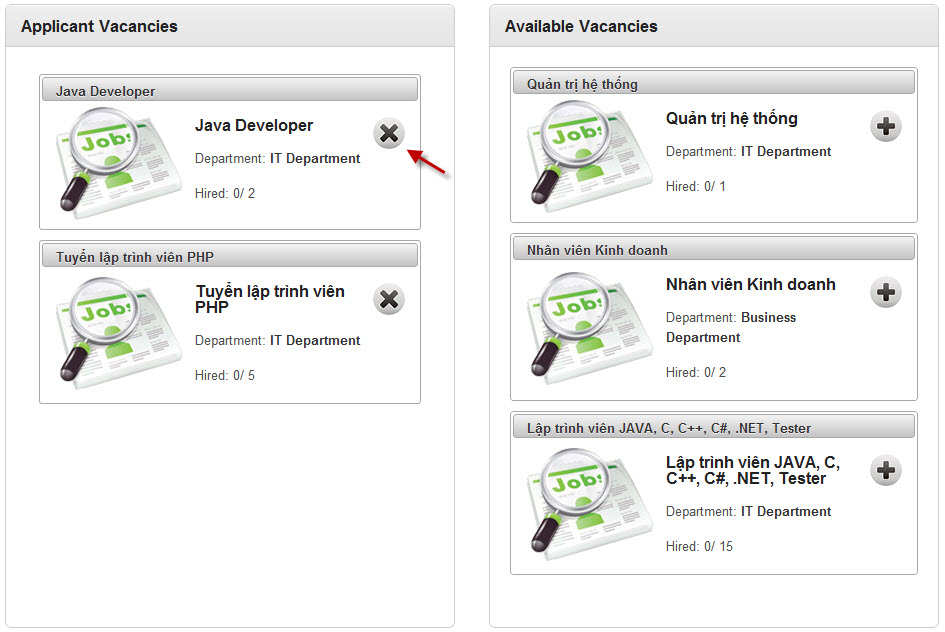 Applicant Vacancies
Java Developer
Jobs
Java Developer
Department: IT Department
Hired: 0/ 2
Tuyển lập trình viên PHP
Jobs
Tuyển lập trình viên
PHP
Department: IT Department
Hired: 0/ 5
Available Vacancies
Quản trị hệ thống
Jobs
Quản trị hệ thống
Department: IT Department
Hired: 0/ 1
Nhân viên Kinh doanh
Jobs
Nhân viên Kinh doanh
Department: Business
Department
Hired: 0/ 2
Lập trình viên JAVA, C, C++, C#, .NET, Tester
Jobs
Lập trình viên JAVA, C,
C++, C#, .NET, Tester
Department: IT Department
Hired: 0/ 15